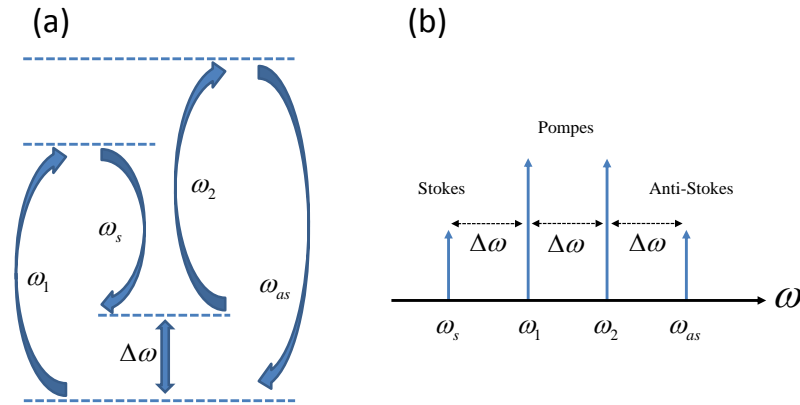 (a)
ω₁
ωₛ
ω₂
ωₐₛ
Δω
(b)
Pompes
Stokes
Anti-Stokes
Δω
Δω
Δω
ωₛ
ω₁
ω₂
ωₐₛ
ω